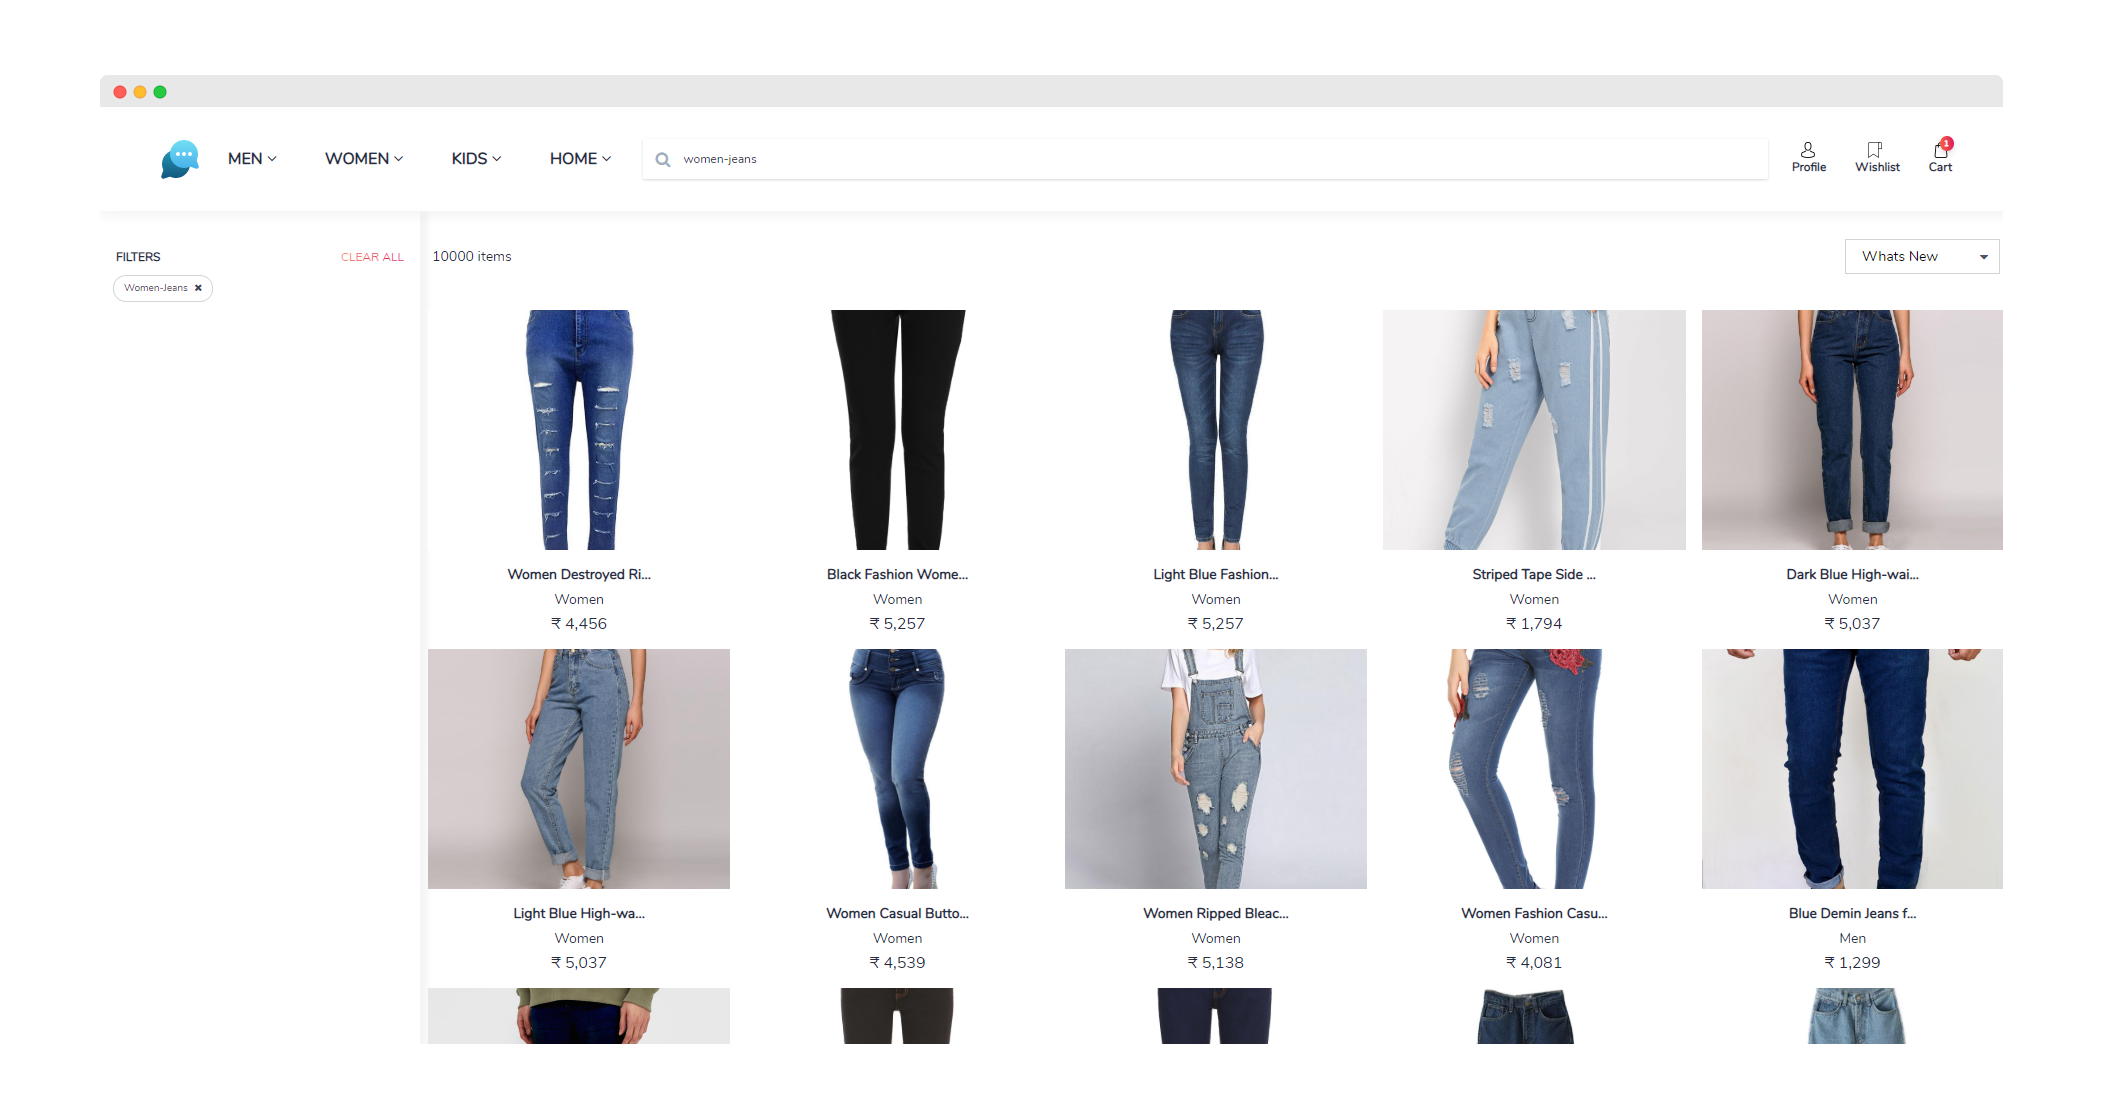 MEN
WOMEN
KIDS
HOME
women-jeans
Profile
Wishlist
1
Cart
FILTERS
CLEAR ALL
Women-Jeans
10000 items
Whats New
Women Destroyed Ri...
Women
₹ 4,456
Black Fashion Wome...
Women
₹ 5,257
Light Blue Fashion...
Women
₹ 5,257
Striped Tape Side ...
Women
₹ 1,794
Dark Blue High-wai...
Women
₹ 5,037
Light Blue High-wa...
Women
₹ 5,037
Women Casual Butto...
Women
₹ 4,539
Women Ripped Bleac...
Women
₹ 5,138
Women Fashion Casu...
Women
₹ 4,081
Blue Demin Jeans f...
Men
₹ 1,299